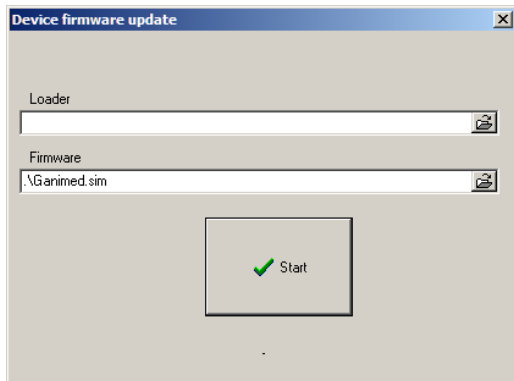 Device firmware update
Loader
Firmware
.\Ganimed.sim
Start
-